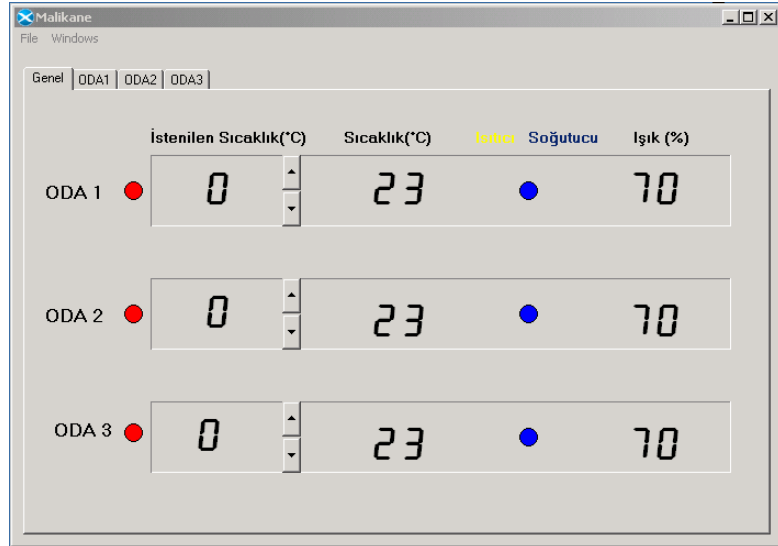 Malikane
File Windows
Genel ODA1 ODA2 ODA3
İstenilen Sıcaklık(°C) Sıcaklık(°C) Isıtıcı Soğutucu Işık (%)
ODA 1 0 23 70
ODA 2 0 23 70
ODA 3 0 23 70